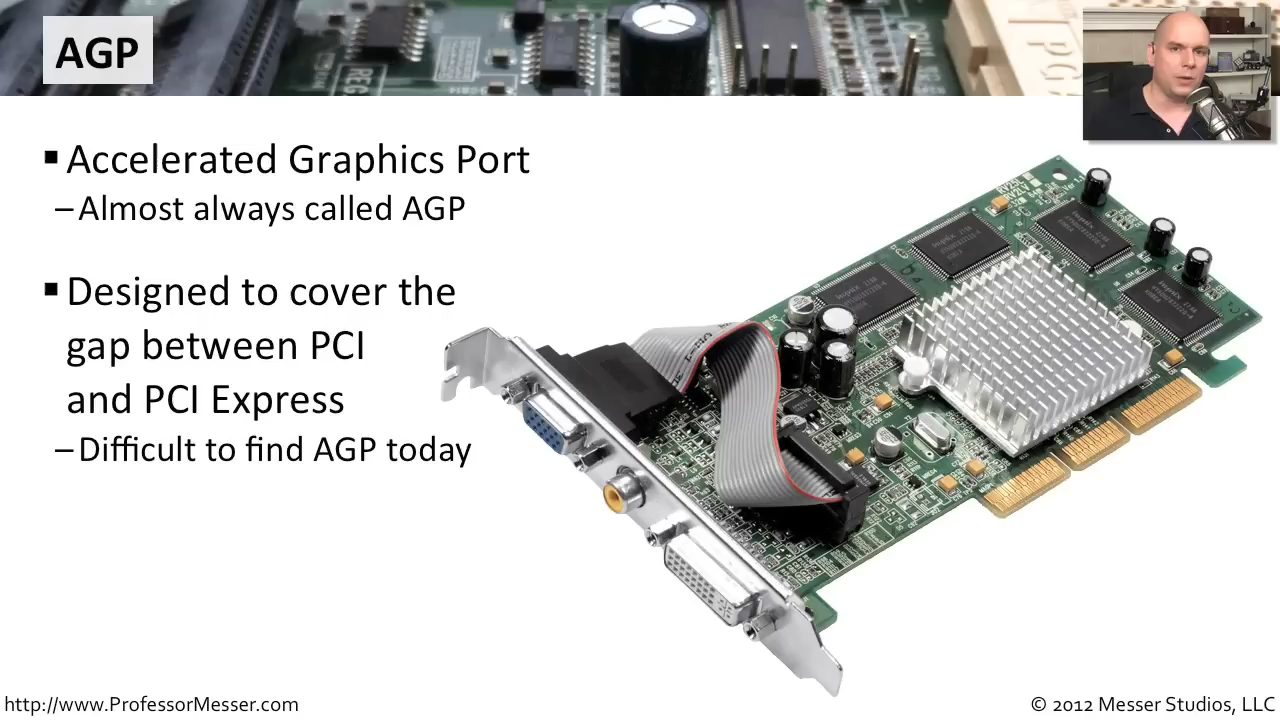 AGP
▪ Accelerated Graphics Port
– Almost always called AGP
▪ Designed to cover the
gap between PCI
and PCI Express
– Difficult to find AGP today
http://www.ProfessorMesser.com
© 2012 Messer Studios, LLC